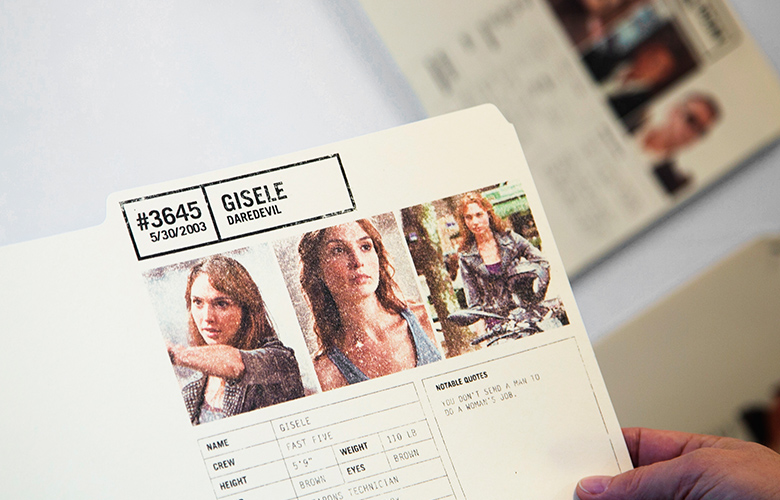 #3645
5/30/2003
GISELE
DAREDEVIL
NAME GISELE
CREW FAST FIVE
HEIGHT 5'9" WEIGHT 110 LB
BROWN EYES BROWN
TECHNICIAN
NOTABLE QUOTES
YOU DON'T SEND A MAN TO
DO A WOMAN'S JOB.